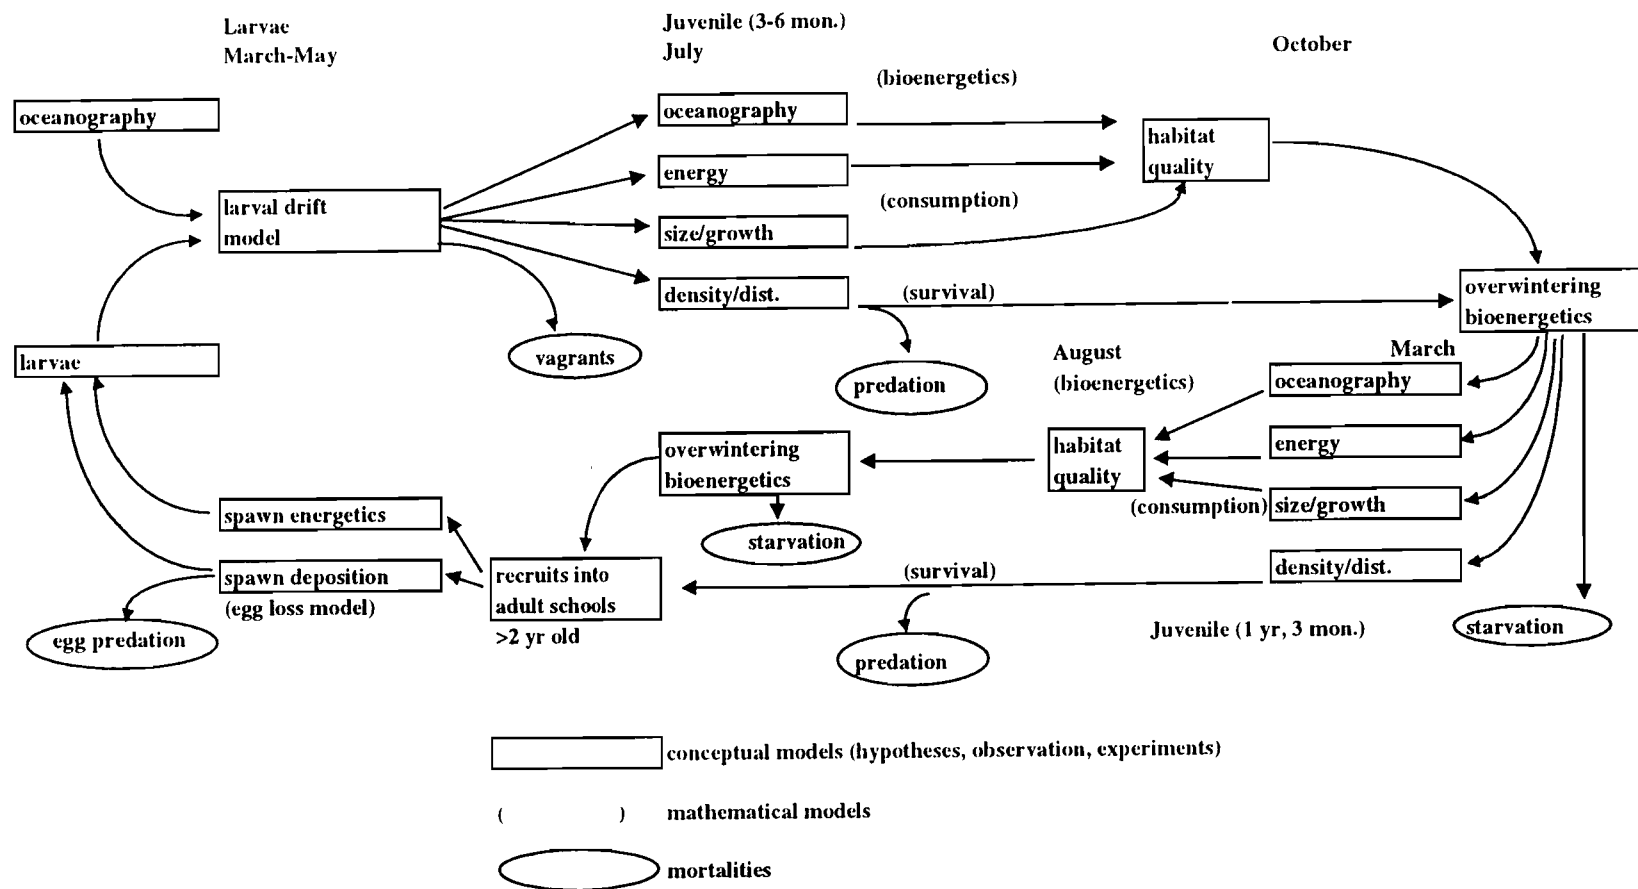 Larvae
March-May
Juvenile (3-6 mon.)
July
October
(bioenergetics)
oceanography
oceanography
habitat
quality
energy
(consumption)
larval drift
model
size/growth
density/dist.
(survival)
overwintering
bioenergetics
larvae
vagrants
predation
August
(bioenergetics)
March
oceanography
overwintering
bioenergetics
habitat
quality
energy
(consumption)
size/growth
spawn energetics
starvation
spawn deposition
(egg loss model)
recruits into
adult schools
>2 yr old
(survival)
density/dist.
egg predation
predation
Juvenile (1 yr, 3 mon.)
starvation
conceptual models (hypotheses, observation, experiments)
( ) mathematical models
mortalities